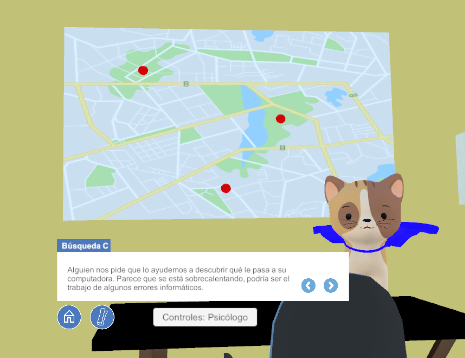 Búsqueda C
Alguien nos pide que lo ayudemos a descubrir qué le pasa a su
computadora. Parece que se está sobrecalentando, podría ser el
trabajo de algunos errores informáticos.
Controles: Psicólogo